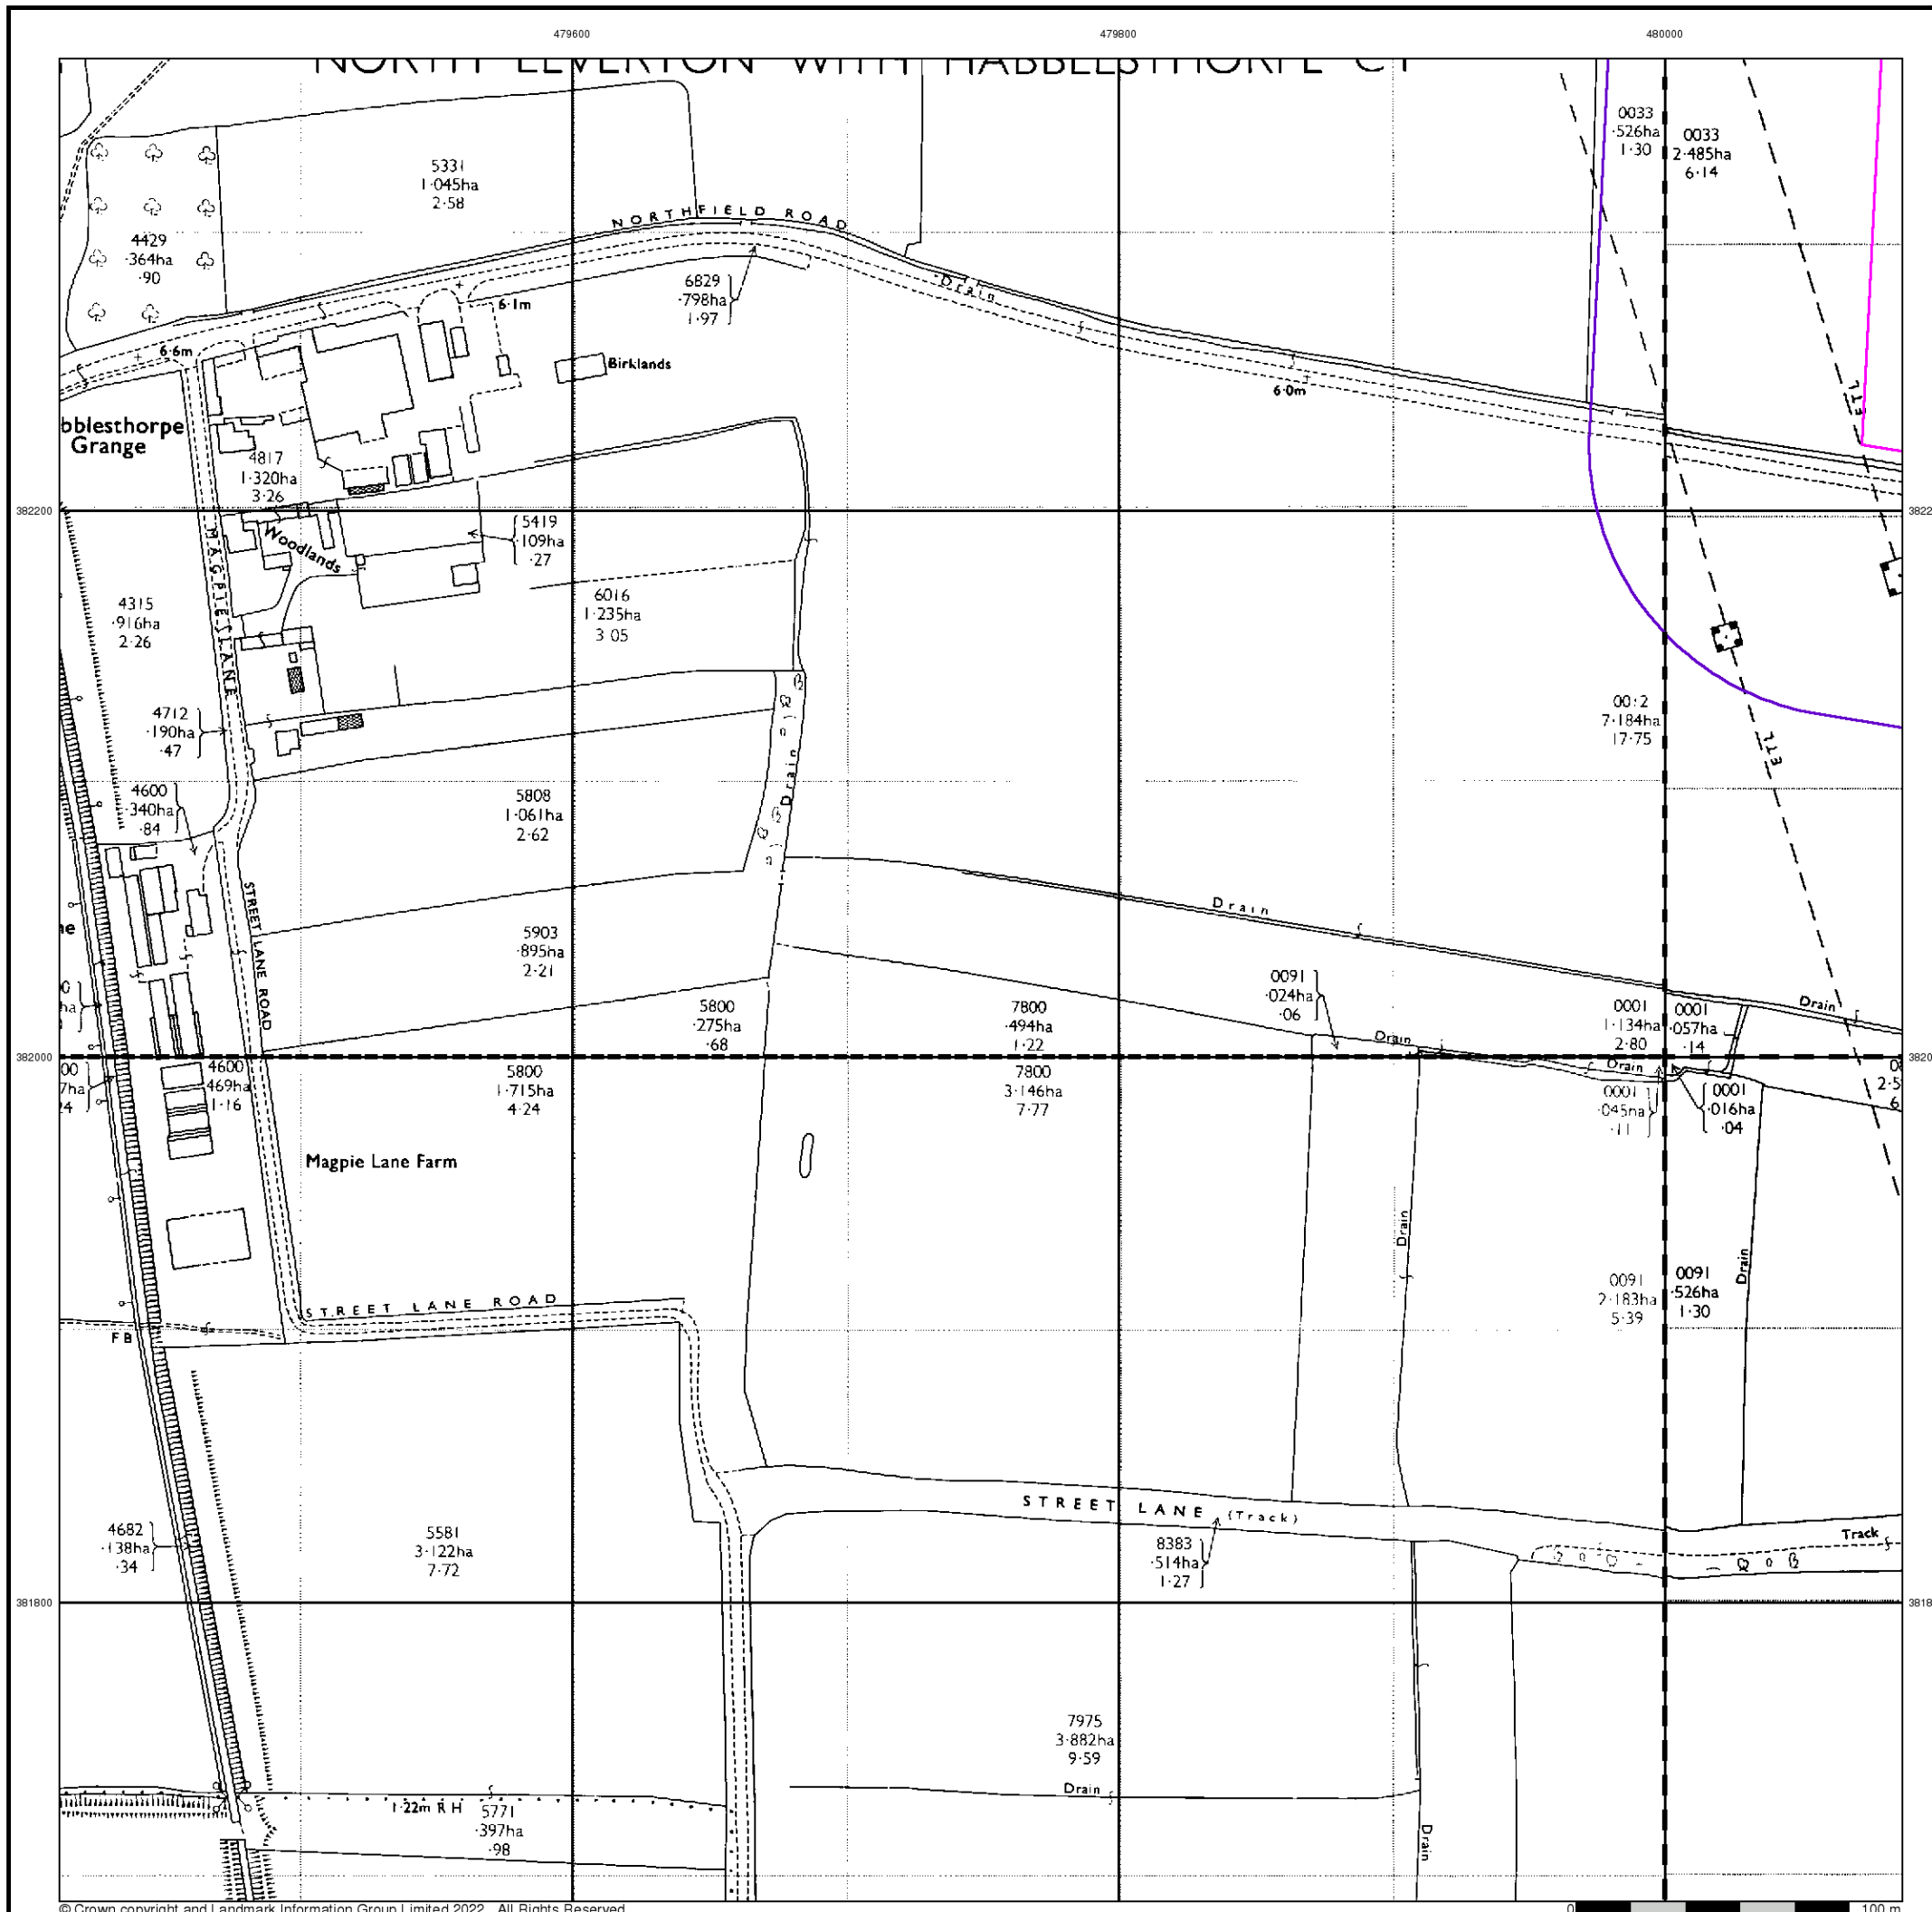 479600
479800
480000
NORTH LEVERTON WITH HABBLESTHORPE CP
0033
·526ha
1·30
0033
2·485ha
6·14
5331
1·045ha
2·58
NORTHFIELD ROAD
4429
·364ha
·90
6829
·798ha
1·97
Drain
6·1m
6·6m
Birklands
6·0m
ETL
bblesthorpe
Grange
4817
1·320ha
3·26
382200
3822
MAGPIE LANE
Woodlands
5419
·109ha
·27
4315
·916ha
2·26
6016
1·235ha
3 05
4712
·190ha
·47
0012
7·184ha
17·75
ETL
Drain
4600
·340ha
·84
5808
1·061ha
2·62
STREET LANE ROAD
Drain
5903
·895ha
2·21
0091
·024ha
·06
5800
·275ha
·68
7800
·494ha
1·22
0001
1·134ha
2·80
0001
·057ha
·14
Drain
Drain
382000
3820
Drain
4600
·469ha
1·16
5800
1·715ha
4·24
7800
3·146ha
7·77
0001
·045ha
·11
0001
·016ha
·04
2·5
6
Magpie Lane Farm
Drain
Drain
0091
2·183ha
5·39
0091
·526ha
1·30
STREET LANE ROAD
FB
STREET LANE (Track)
Track
4682
·138ha
·34
5581
3·122ha
7·72
8383
·514ha
1·27
381800
3818
7975
3·882ha
9·59
Drain
1·22m RH
5771
·397ha
·98
Drain
© Crown copyright and Landmark Information Group Limited 2022. All Rights Reserved.
0
100 m